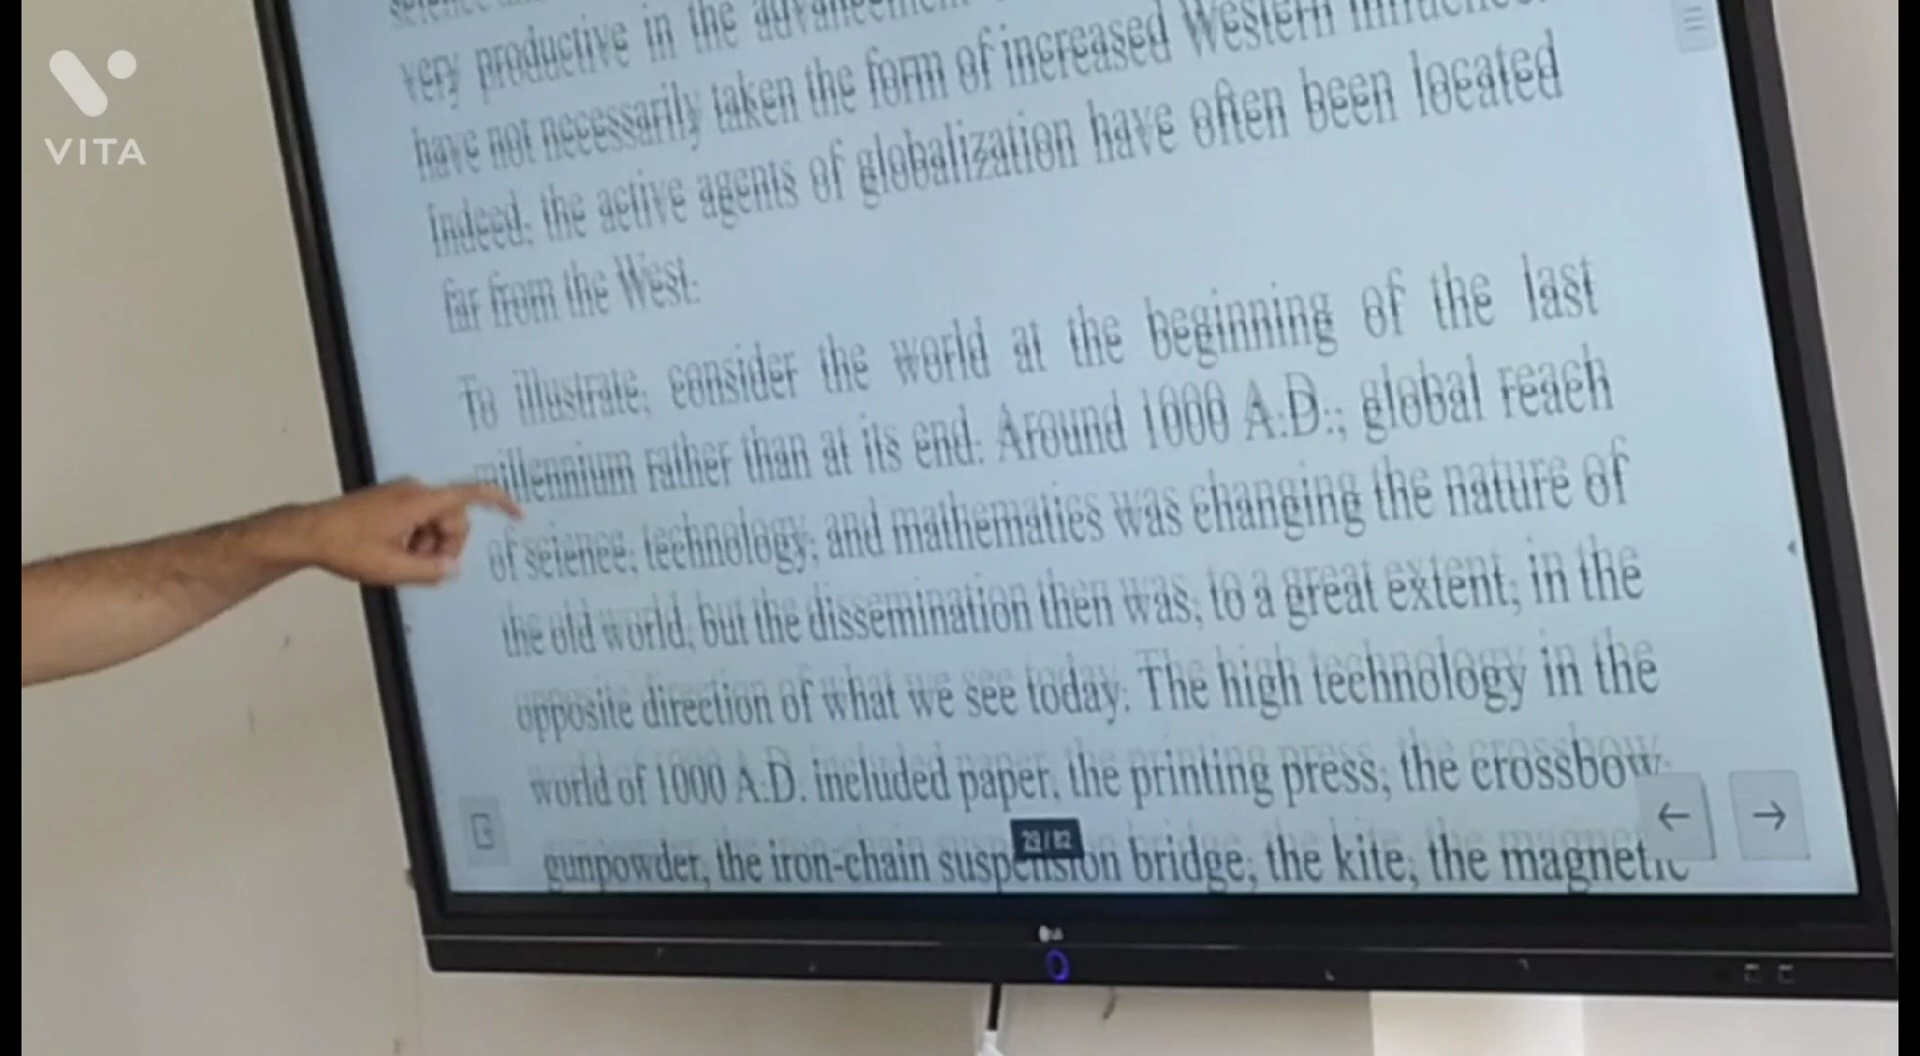 VITA
very productive in the
have not necessarily taken the form of increased Western
Indeed, the active agents of globalization have often been located
far from the West.
To illustrate, consider the world at the beginning of the last
millennium rather than at its end. Around 1000 A.D., global reach
of science, technology, and mathematics was changing the nature of
the old world, but the dissemination then was, to a great extent, in the
opposite direction of what we see today. The high technology in the
world of 1000 A.D. included paper, the printing press, the crossbow,
gunpowder, the iron-chain suspension bridge, the kite, the magnetic